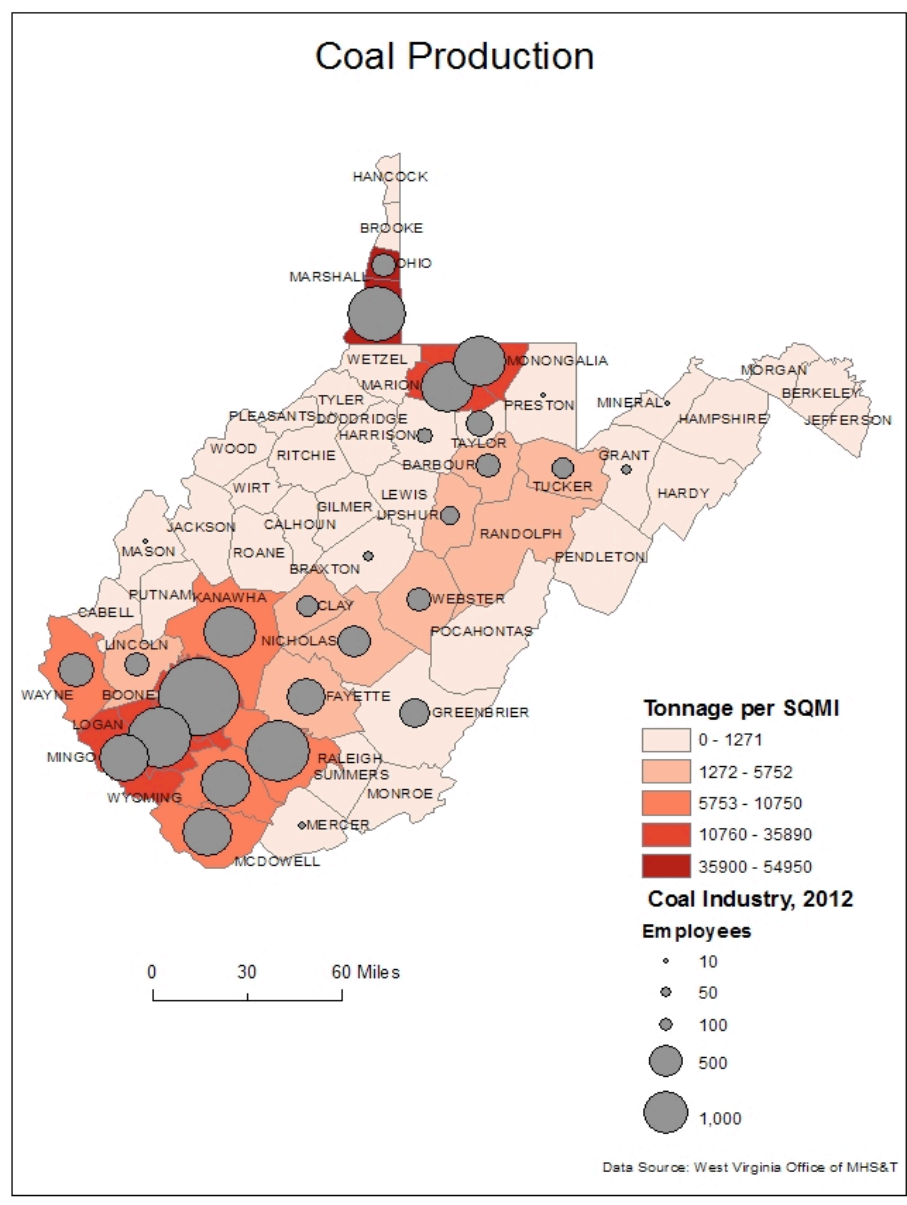 Coal Production
HANCOCK
BROOKE
OHIO
MARSHALL
WETZEL
MONONGALIA
MARION
PRESTON
MORGAN
BERKELEY
MINERAL
HAMPSHIRE
JEFFERSON
TYLER
PLEASANTS
DODDRIDGE
HARRISON
TAYLOR
WOOD
RITCHIE
BARBOUR
GRANT
TUCKER
HARDY
WIRT
LEWIS
GILMER
UPSHUR
CALHOUN
JACKSON
RANDOLPH
MASON
ROANE
BRAXTON
PENDLETON
PUTNAM
KANAWHA
CABELL
CLAY
WEBSTER
NICHOLAS
POCAHONTAS
LINCOLN
WAYNE
BOONE
FAYETTE
GREENBRIER
LOGAN
MINGO
RALEIGH
SUMMERS
WYOMING
MONROE
MERCER
MCDOWELL
Tonnage per SQMI
0 - 1271
1272 - 5752
5753 - 10750
10760 - 35890
35900 - 54950
Coal Industry, 2012
Employees
10
50
100
500
1,000
0 30 60 Miles
Data Source: West Virginia Office of MHS&T